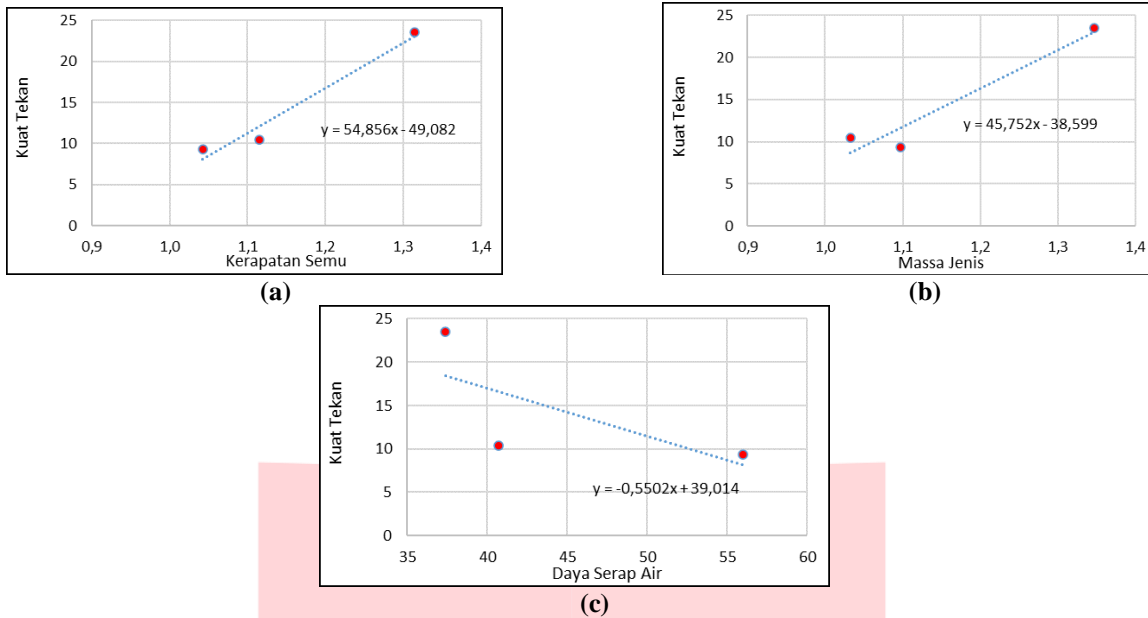 25
20
15
10
5
0
Kuat Tekan
y = 54,856x - 49,082
0,9 1,0 1,1 1,2 1,3 1,4
Kerapatan Semu
(a)
25
20
15
10
5
0
Kuat Tekan
y = 45,752x - 38,599
0,9 1,0 1,1 1,2 1,3 1,4
Massa Jenis
(b)
25
20
15
10
5
0
Kuat Tekan
y = -0,5502x + 39,014
35 40 45 50 55 60
Daya Serap Air
(c)